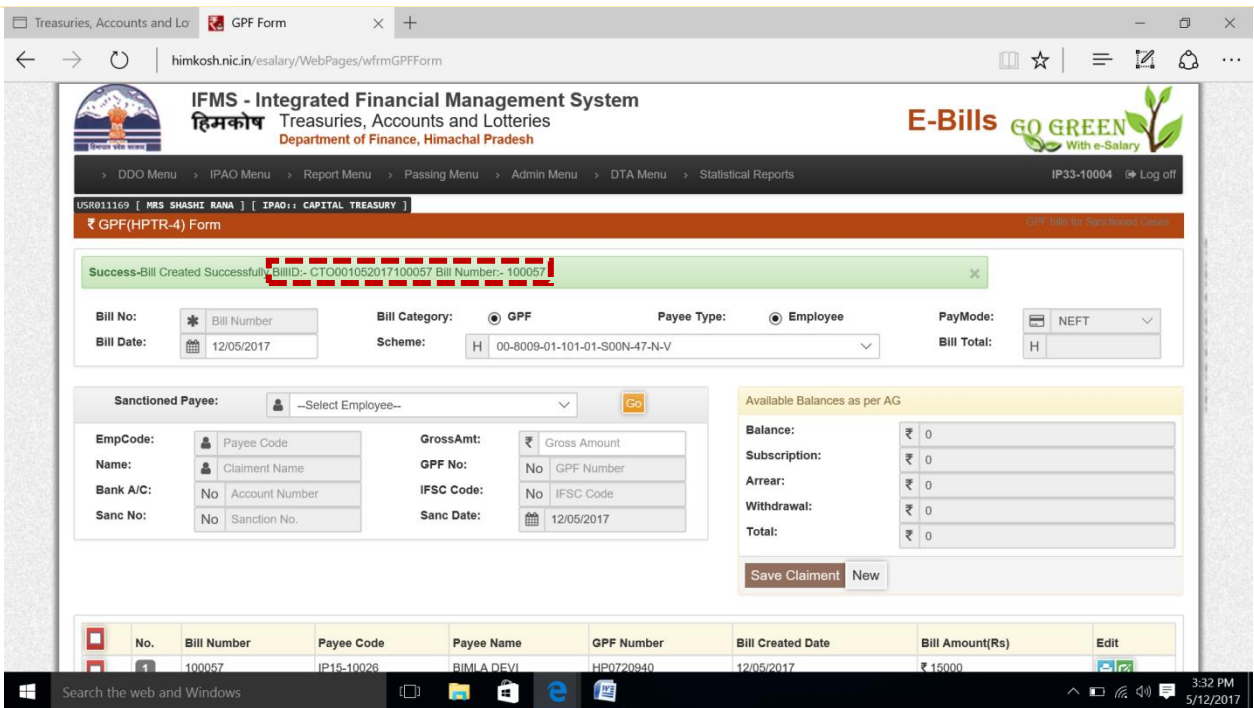 Treasuries, Accounts and Lo
GPF Form
himkosh.nic.in/esalary/WebPages/wfrmGPFForm
IFMS - Integrated Financial Management System
हिमकोष Treasuries, Accounts and Lotteries
Department of Finance, Himachal Pradesh
E-Bills GO GREEN
With e-Salary
> DDO Menu > IPAO Menu > Report Menu > Passing Menu > Admin Menu > DTA Menu > Statistical Reports IP33-10004 Log off
USR011169 [ MRS SHASHI RANA ] [ IPAO:: CAPITAL TREASURY ]
₹ GPF(HPTR-4) Form GPF bills for Sanctioned Cases
Success-Bill Created Successfully BillID:- CTO001052017100057 Bill Number:- 100057 ×
Bill No: Bill Number Bill Category: GPF Payee Type: Employee PayMode: NEFT
Bill Date: 12/05/2017 Scheme: H 00-8009-01-101-01-S00N-47-N-V Bill Total: H
Sanctioned Payee: --Select Employee-- Go
Available Balances as per AG
EmpCode: Payee Code GrossAmt: ₹ Gross Amount
Name: Claiment Name GPF No: No GPF Number
Bank A/C: No Account Number IFSC Code: No IFSC Code
Sanc No: No Sanction No. Sanc Date: 12/05/2017
Balance: ₹ 0
Subscription: ₹ 0
Arrear: ₹ 0
Withdrawal: ₹ 0
Total: ₹ 0
Save Claiment New
No. Bill Number Payee Code Payee Name GPF Number Bill Created Date Bill Amount(Rs) Edit
1 100057 IP15-10026 BIMLA DEVI HP0720940 12/05/2017 ₹ 15000
Search the web and Windows
3:32 PM
5/12/2017